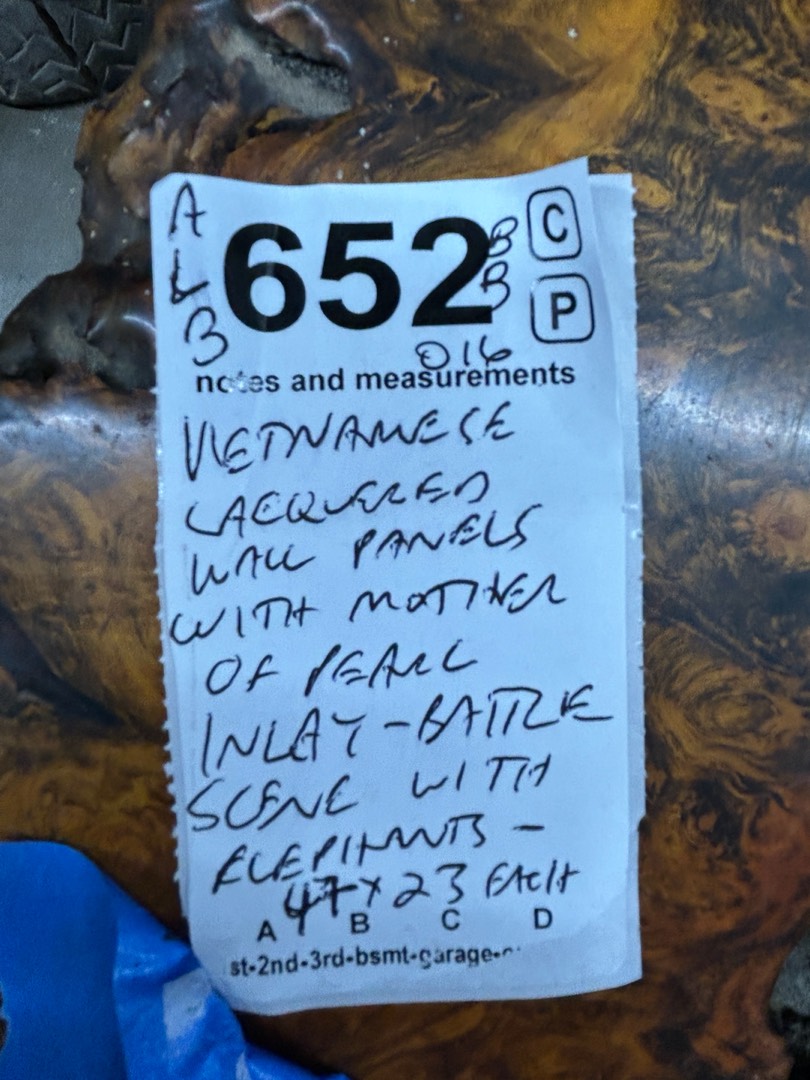 A L B
652
B B
C
P
016
notes and measurements
VIETNAMESE
LACQUERED
WALL PANELS
WITH MOTHER
OF PEARL
INLAY - BATTLE
SCENE WITH
ELEPHANTS -
47 x 23 EACH
A B C D
st-2nd-3rd-bsmt-garage-